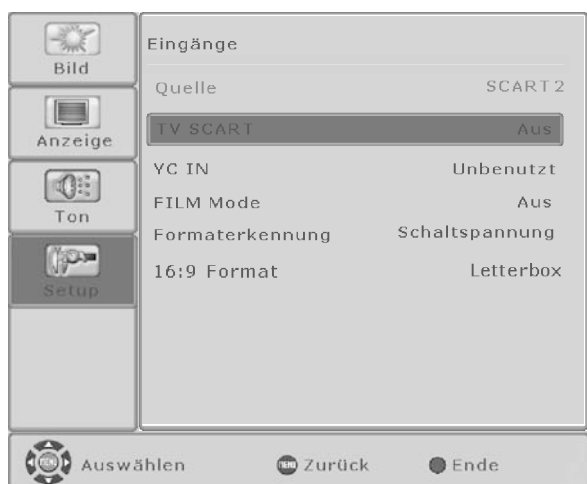 Bild
Anzeige
Ton
Setup
Eingänge
Quelle SCART2
TV SCART Aus
YC IN Unbenutzt
FILM Mode Aus
Formaterkennung Schaltspannung
16:9 Format Letterbox
Auswählen MENU Zurück Ende